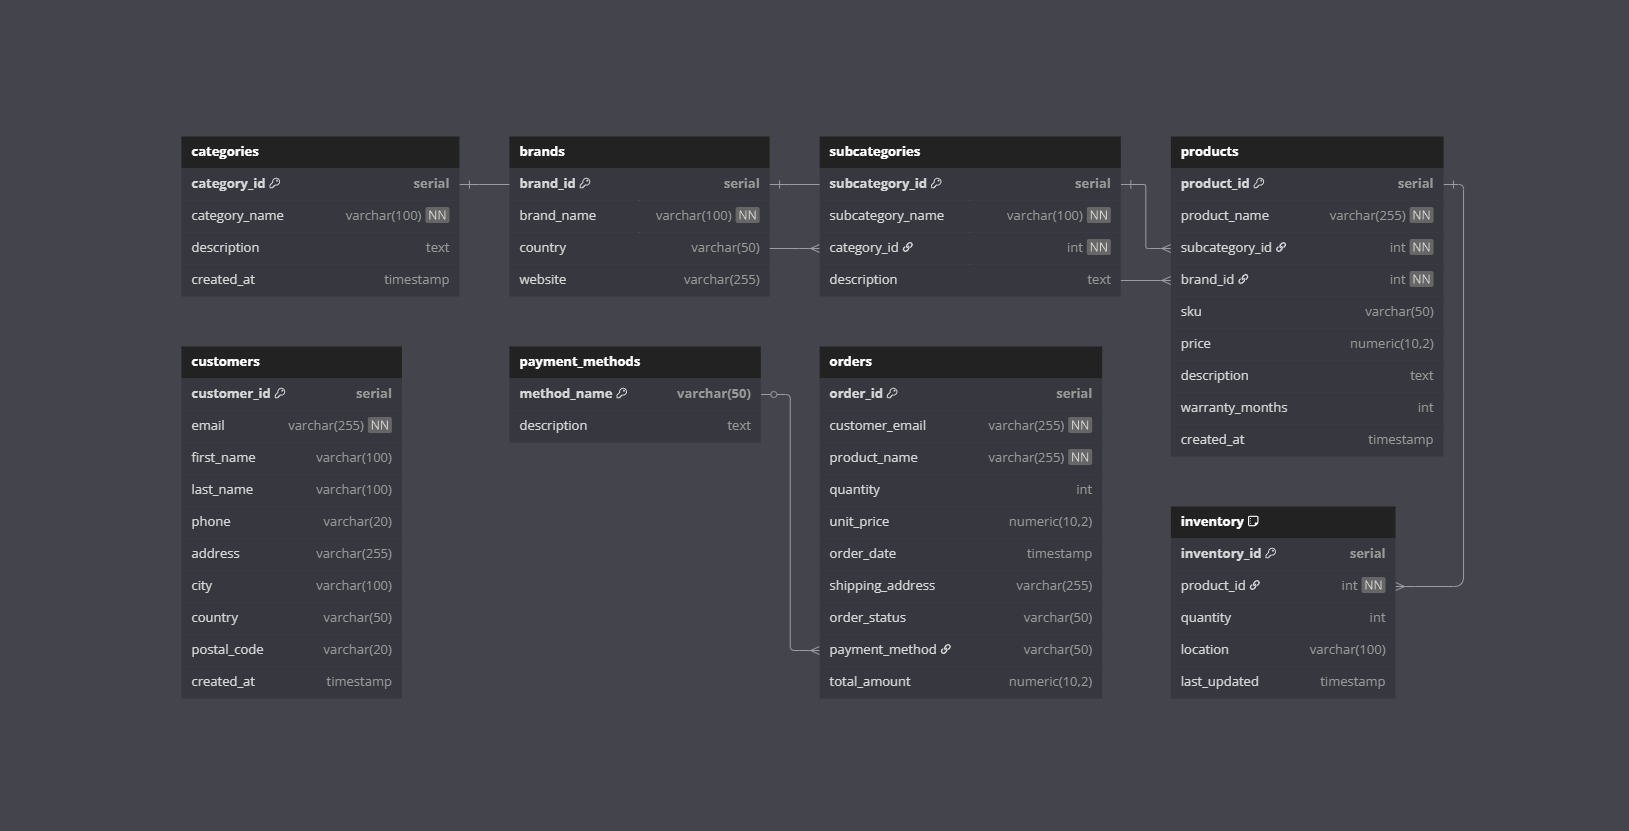 categories
category_id serial
category_name varchar(100) NN
description text
created_at timestamp
brands
brand_id serial
brand_name varchar(100) NN
country varchar(50)
website varchar(255)
subcategories
subcategory_id serial
subcategory_name varchar(100) NN
category_id int NN
description text
products
product_id serial
product_name varchar(255) NN
subcategory_id int NN
brand_id int NN
sku varchar(50)
price numeric(10,2)
description text
warranty_months int
created_at timestamp
customers
customer_id serial
email varchar(255) NN
first_name varchar(100)
last_name varchar(100)
phone varchar(20)
address varchar(255)
city varchar(100)
country varchar(50)
postal_code varchar(20)
created_at timestamp
payment_methods
method_name varchar(50)
description text
orders
order_id serial
customer_email varchar(255) NN
product_name varchar(255) NN
quantity int
unit_price numeric(10,2)
order_date timestamp
shipping_address varchar(255)
order_status varchar(50)
payment_method varchar(50)
total_amount numeric(10,2)
inventory
inventory_id serial
product_id int NN
quantity int
location varchar(100)
last_updated timestamp